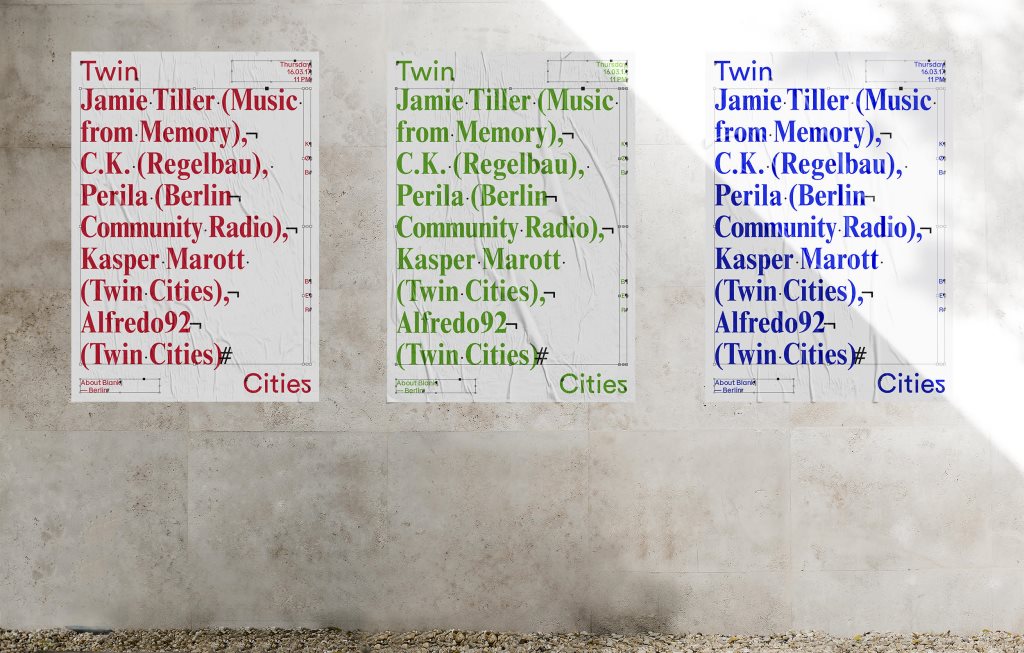 Twin
Thursday
16.03.17
11 PM
Jamie Tiller (Music
from Memory),¬
C.K. (Regelbau),
Perila (Berlin¬
Community Radio),¬
Kasper Marott
(Twin Cities),¬
Alfredo92¬
(Twin Cities)#
About Blank
— Berlin
Cities
Twin
Thursday
16.03.17
11 PM
Jamie Tiller (Music
from Memory),¬
C.K. (Regelbau),
Perila (Berlin¬
Community Radio),¬
Kasper Marott
(Twin Cities),¬
Alfredo92¬
(Twin Cities)#
About Blank
— Berlin
Cities
Twin
Thursday
16.03.17
11 PM
Jamie Tiller (Music
from Memory),¬
C.K. (Regelbau),
Perila (Berlin¬
Community Radio),¬
Kasper Marott
(Twin Cities),¬
Alfredo92¬
(Twin Cities)#
About Blank
— Berlin
Cities